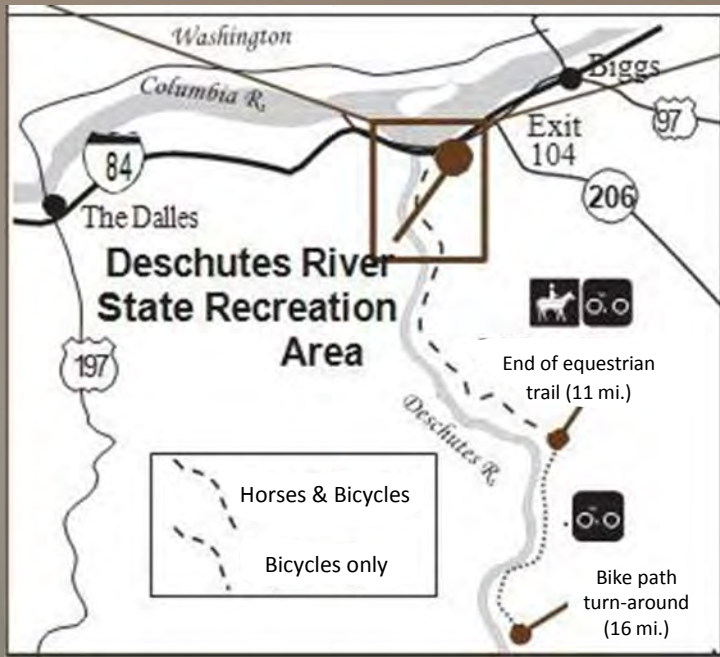 Washington
Columbia R.
Biggs
97
Exit
104
84
206
The Dalles
Deschutes River
State Recreation
Area
197
End of equestrian
trail (11 mi.)
Deschutes R.
Horses & Bicycles
Bicycles only
Bike path
turn-around
(16 mi.)